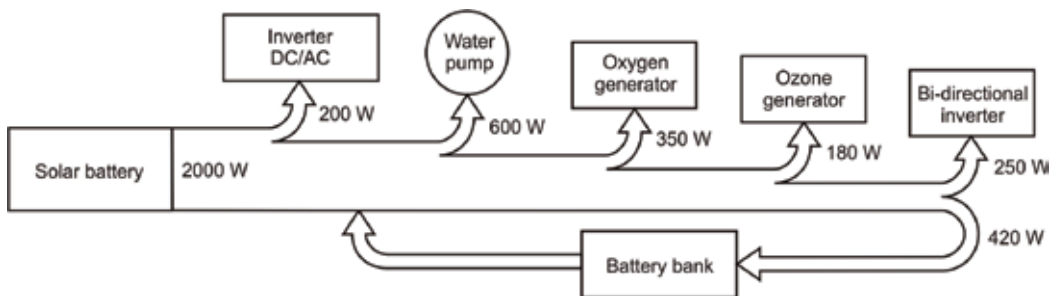 Inverter
DC/AC
200 W
Water
pump
600 W
Oxygen
generator
350 W
Ozone
generator
180 W
Bi-directional
inverter
250 W
Solar battery
2000 W
420 W
Battery bank